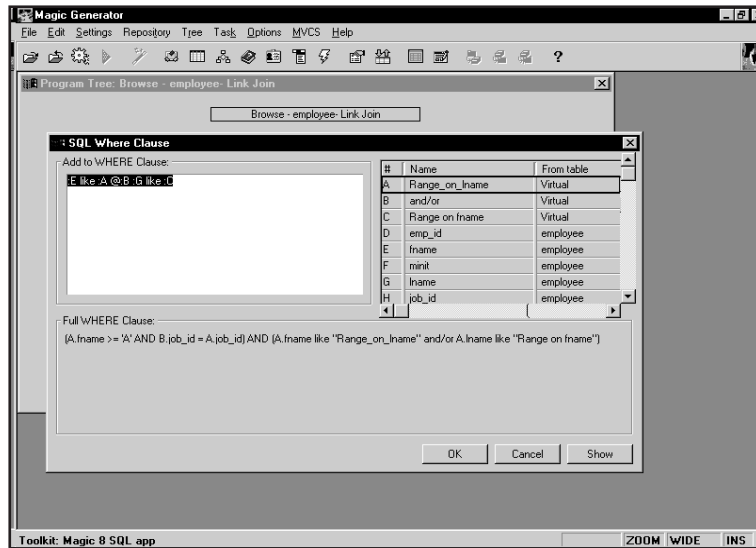 Magic Generator
File Edit Settings Repository Tree Task Options MVCS Help
Program Tree: Browse - employee- Link Join
Browse - employee- Link Join
SQL Where Clause
Add to WHERE Clause:
:E like :A @:B :G like :C
# Name From table
A Range_on_lname Virtual
B and/or Virtual
C Range on fname Virtual
D emp_id employee
E fname employee
F minit employee
G lname employee
H job_id employee
Full WHERE Clause:
(A.fname >= 'A' AND B.job_id = A.job_id) AND (A.fname like "Range_on_lname" and/or A.lname like "Range on fname")
OK Cancel Show
Toolkit: Magic 8 SQL app ZOOM WIDE INS